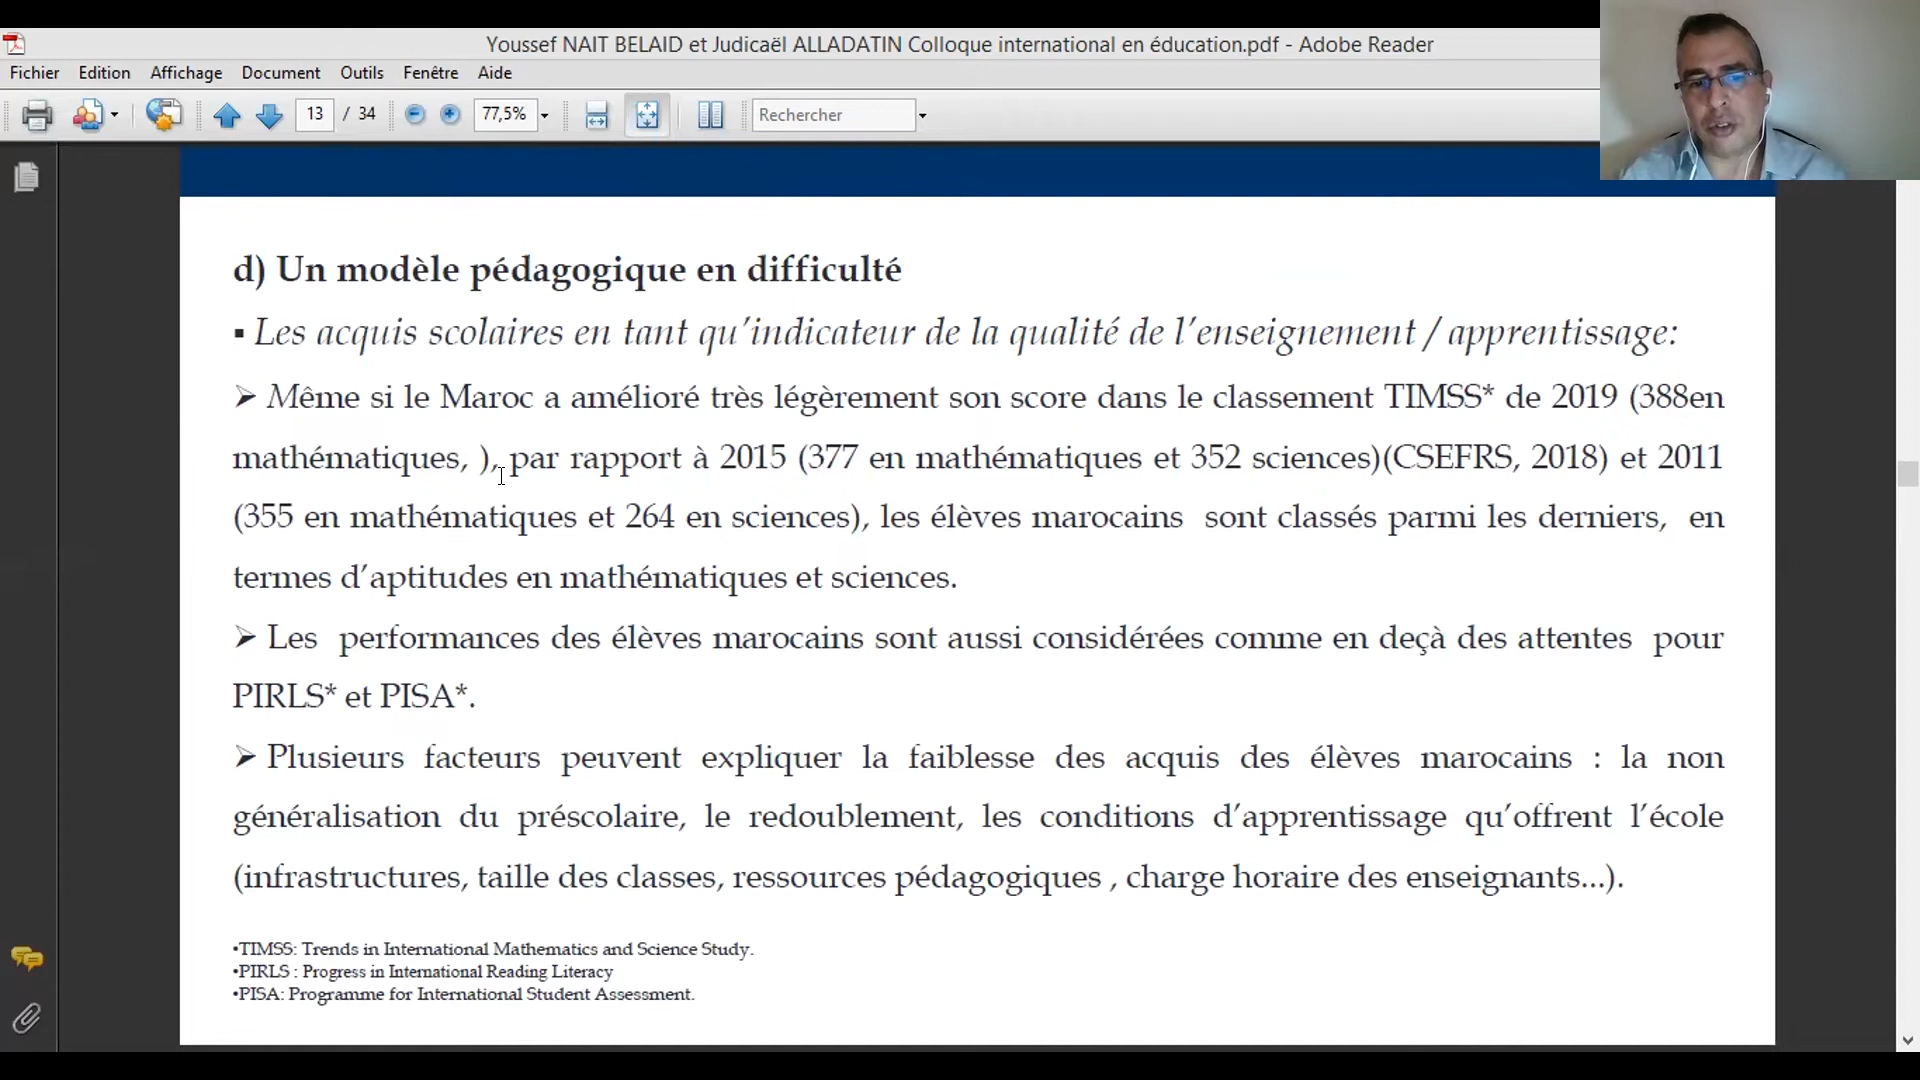 Youssef NAIT BELAID et Judicaël ALLADATIN Colloque international en éducation.pdf - Adobe Reader
Fichier Edition Affichage Document Outils Fenêtre Aide
13 / 34 77,5% Rechercher
d) Un modèle pédagogique en difficulté
▪ Les acquis scolaires en tant qu’indicateur de la qualité de l’enseignement / apprentissage:
➢ Même si le Maroc a amélioré très légèrement son score dans le classement TIMSS* de 2019 (388en
mathématiques, ), par rapport à 2015 (377 en mathématiques et 352 sciences)(CSEFRS, 2018) et 2011
(355 en mathématiques et 264 en sciences), les élèves marocains sont classés parmi les derniers, en
termes d’aptitudes en mathématiques et sciences.
➢ Les performances des élèves marocains sont aussi considérées comme en deçà des attentes pour
PIRLS* et PISA*.
➢ Plusieurs facteurs peuvent expliquer la faiblesse des acquis des élèves marocains : la non
généralisation du préscolaire, le redoublement, les conditions d’apprentissage qu’offrent l’école
(infrastructures, taille des classes, ressources pédagogiques , charge horaire des enseignants...).
•TIMSS: Trends in International Mathematics and Science Study.
•PIRLS : Progress in International Reading Literacy
•PISA: Programme for International Student Assessment.